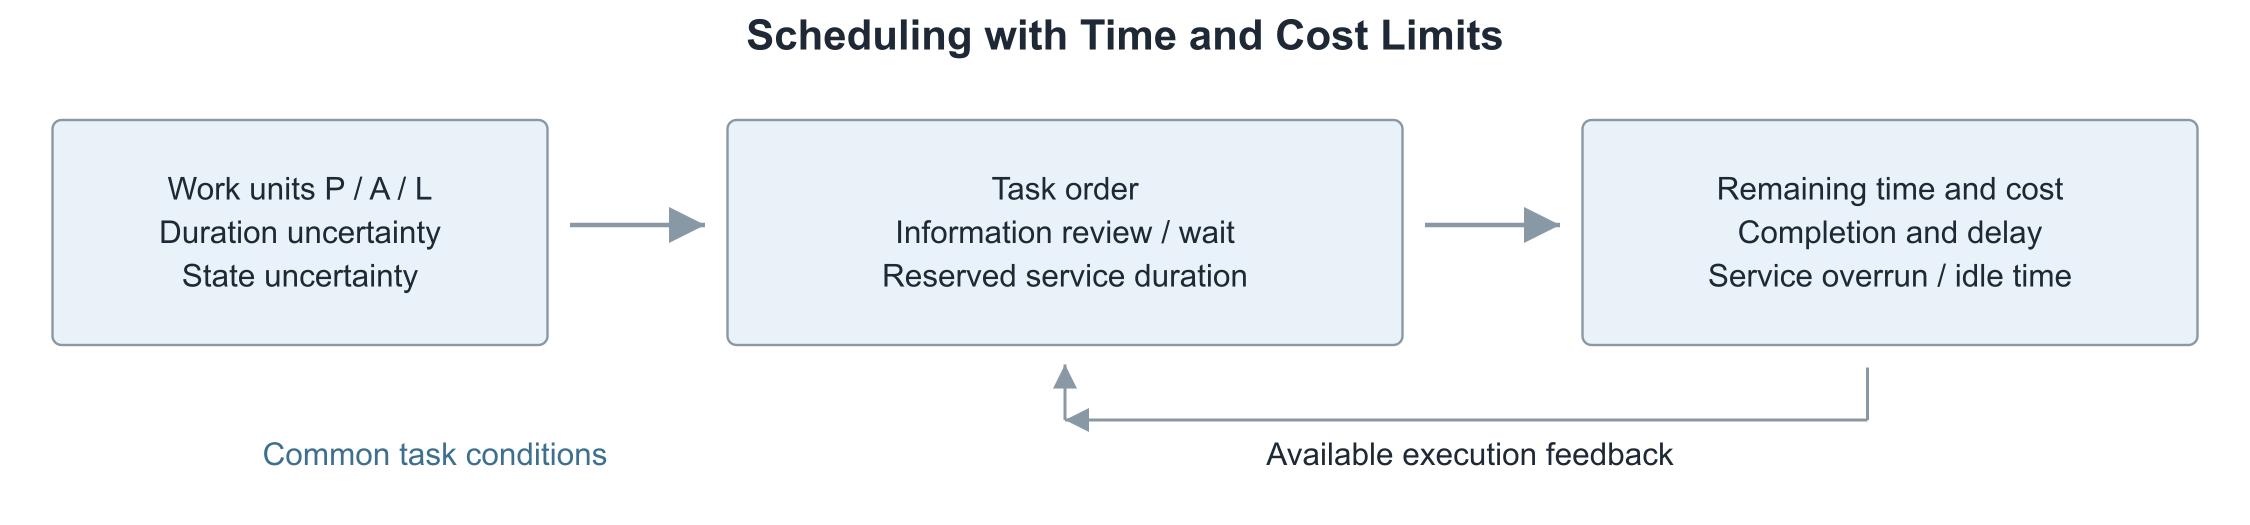 Scheduling with Time and Cost Limits
Work units P / A / L
Duration uncertainty
State uncertainty
Task order
Information review / wait
Reserved service duration
Remaining time and cost
Completion and delay
Service overrun / idle time
Common task conditions
Available execution feedback